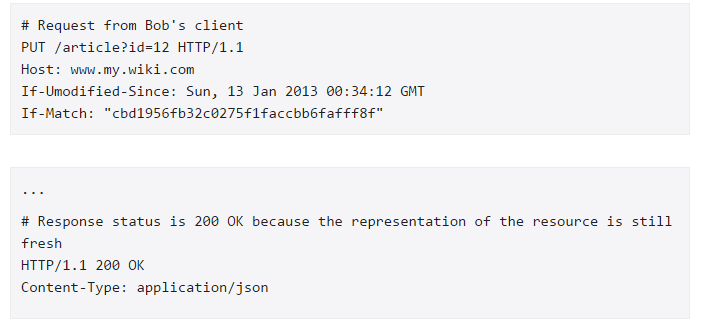 # Request from Bob's client
PUT /article?id=12 HTTP/1.1
Host: www.my.wiki.com
If-Umodified-Since: Sun, 13 Jan 2013 00:34:12 GMT
If-Match: "cbd1956fb32c0275f1faccbb6fafff8f"
...
# Response status is 200 OK because the representation of the resource is still
fresh
HTTP/1.1 200 OK
Content-Type: application/json